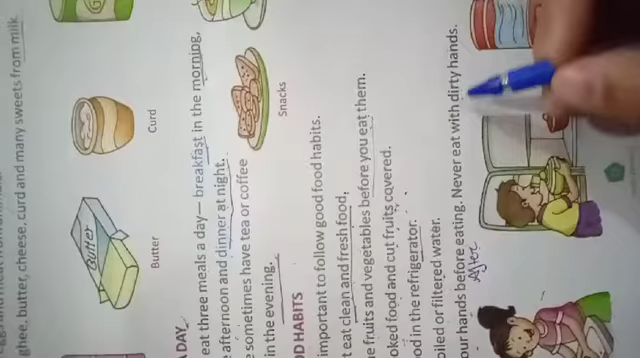 ghee, butter, cheese, curd and many sweets from milk.
Butter
Butter
Curd
Snacks
A DAY
eat three meals a day— breakfast in the morning,
afternoon and dinner at night.
sometimes have tea or coffee
in the evening.
OD HABITS
important to follow good food habits.
t eat clean and fresh food,
fruits and vegetables before you eat them.
oked food and cut fruits covered.
od in the refrigerator.
oiled or filtered water.
our hands before eating. Never eat with dirty hands.
After